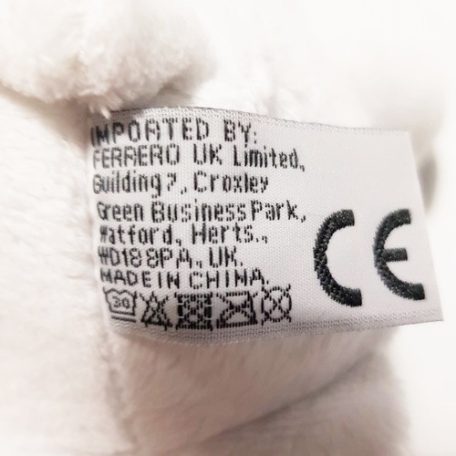 IMPORTED BY:
FERRERO UK Limited,
Building 7, Croxley
Green Business Park,
Watford, Herts.,
WD18 8PA, UK.
MADE IN CHINA
30
CE